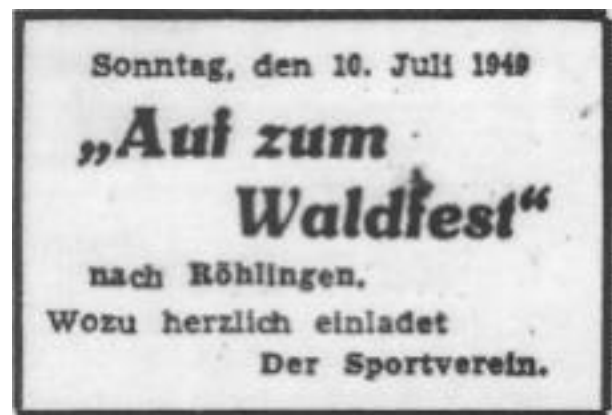 Sonntag, den 10. Juli 1949
„Auf zum
Waldfest“
nach Röhlingen.
Wozu herzlich einladet
Der Sportverein.